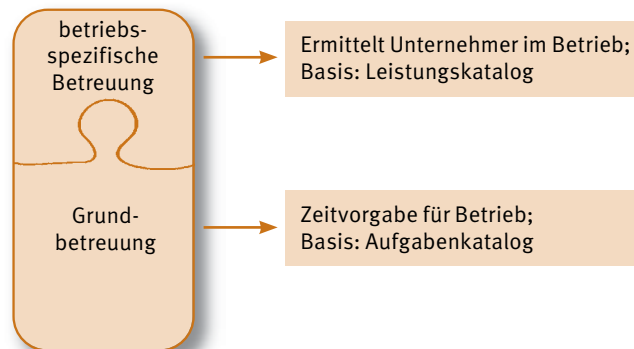 betriebs-
spezifische
Betreuung
Ermittelt Unternehmer im Betrieb;
Basis: Leistungskatalog
Grund-
betreuung
Zeitvorgabe für Betrieb;
Basis: Aufgabenkatalog